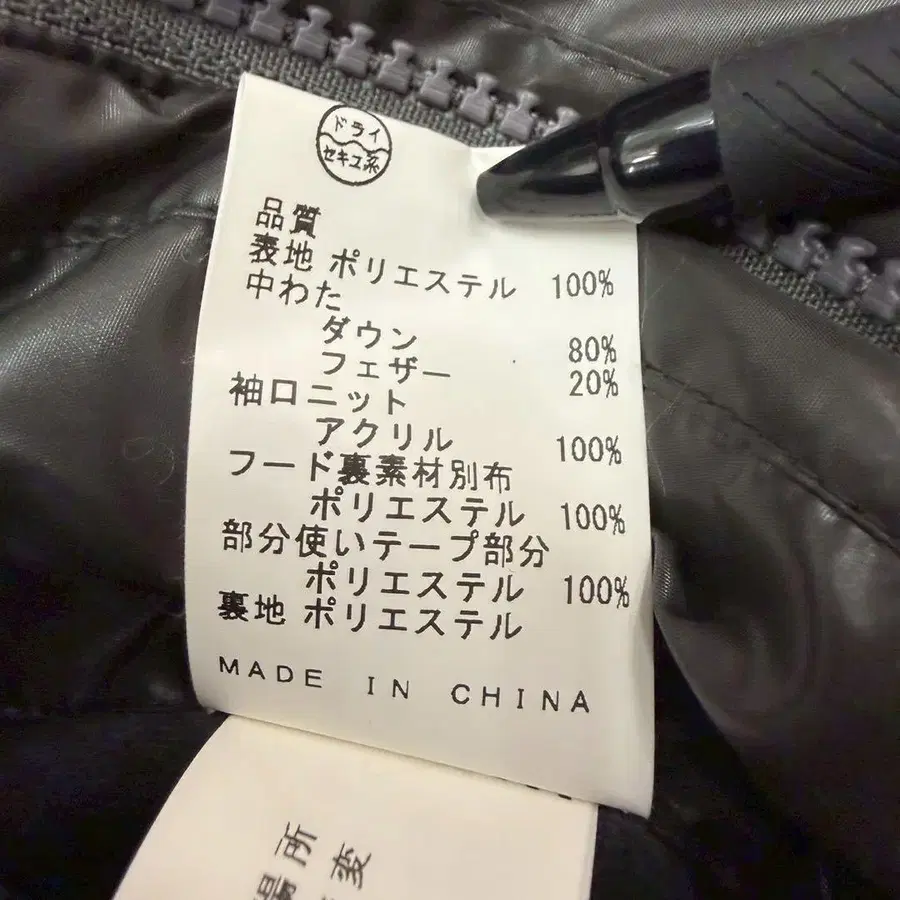 ドライ
セキユ系
品質
表地 ポリエステル 100%
中わた
ダウン 80%
フェザー 20%
袖口ニット
アクリル 100%
フード裏素材別布
ポリエステル 100%
部分使いテープ部分
ポリエステル 100%
裏地 ポリエステル
MADE IN CHINA
所
変